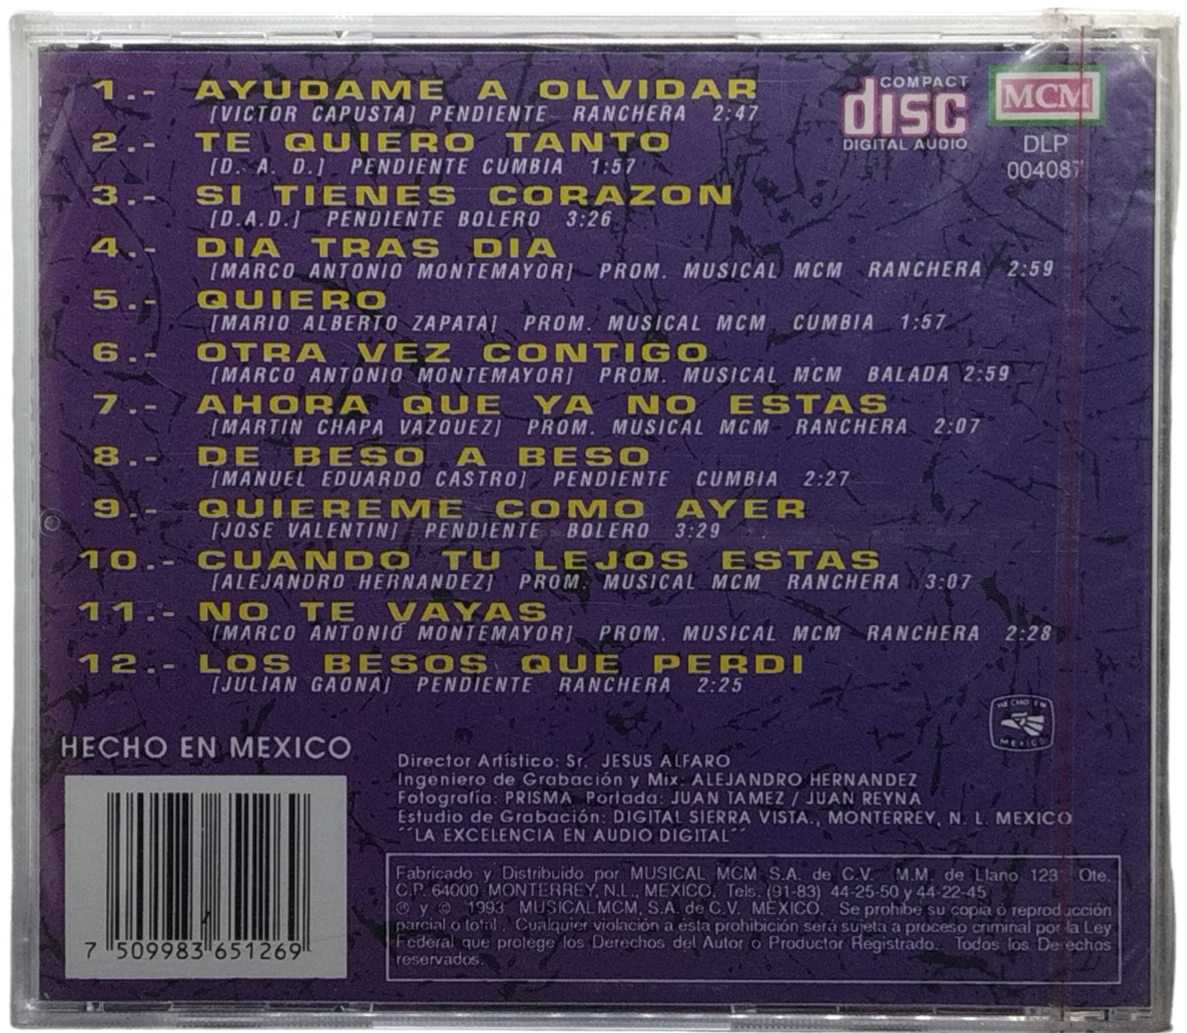 1.- AYUDAME A OLVIDAR
[VICTOR CAPUSTA] PENDIENTE RANCHERA 2:47
2.- TE QUIERO TANTO
[D. A. D.] PENDIENTE CUMBIA 1:57
3.- SI TIENES CORAZON
[D.A.D.] PENDIENTE BOLERO 3:26
4.- DIA TRAS DIA
[MARCO ANTONIO MONTEMAYOR] PROM. MUSICAL MCM RANCHERA 2:59
5.- QUIERO
[MARIO ALBERTO ZAPATA] PROM. MUSICAL MCM CUMBIA 1:57
6.- OTRA VEZ CONTIGO
[MARCO ANTONIO MONTEMAYOR] PROM. MUSICAL MCM BALADA 2:59
7.- AHORA QUE YA NO ESTAS
[MARTIN CHAPA VAZQUEZ] PROM. MUSICAL MCM RANCHERA 2:07
8.- DE BESO A BESO
[MANUEL EDUARDO CASTRO] PENDIENTE CUMBIA 2:27
9.- QUIEREME COMO AYER
[JOSE VALENTIN] PENDIENTE BOLERO 3:29
10.- CUANDO TU LEJOS ESTAS
[ALEJANDRO HERNANDEZ] PROM. MUSICAL MCM RANCHERA 3:07
11.- NO TE VAYAS
[MARCO ANTONIO MONTEMAYOR] PROM. MUSICAL MCM RANCHERA 2:28
12.- LOS BESOS QUE PERDI
[JULIAN GAONA] PENDIENTE RANCHERA 2:25
COMPACT
disc
DIGITAL AUDIO
MCM
DLP
004087
HECHO EN
MEXICO
HECHO EN MEXICO
7 509983 651269
Director Artístico: Sr. JESUS ALFARO
Ingeniero de Grabación y Mix: ALEJANDRO HERNANDEZ
Fotografía: PRISMA Portada: JUAN TAMEZ / JUAN REYNA
Estudio de Grabación: DIGITAL SIERRA VISTA., MONTERREY, N. L. MEXICO
´´LA EXCELENCIA EN AUDIO DIGITAL´´
Fabricado y Distribuido por MUSICAL MCM S.A. de C.V. M.M. de Llano 123 Ote.
C.P. 64000 MONTERREY, N.L., MEXICO. Tels. (91-83) 44-25-50 y 44-22-45
℗ y © 1993 MUSICAL MCM, S.A. de C.V. MEXICO. Se prohibe su copia o reproducción
parcial o total. Cualquier violación a esta prohibición será sujeta a proceso criminal por la Ley
Federal que protege los Derechos del Autor o Productor Registrado. Todos los Derechos
reservados.